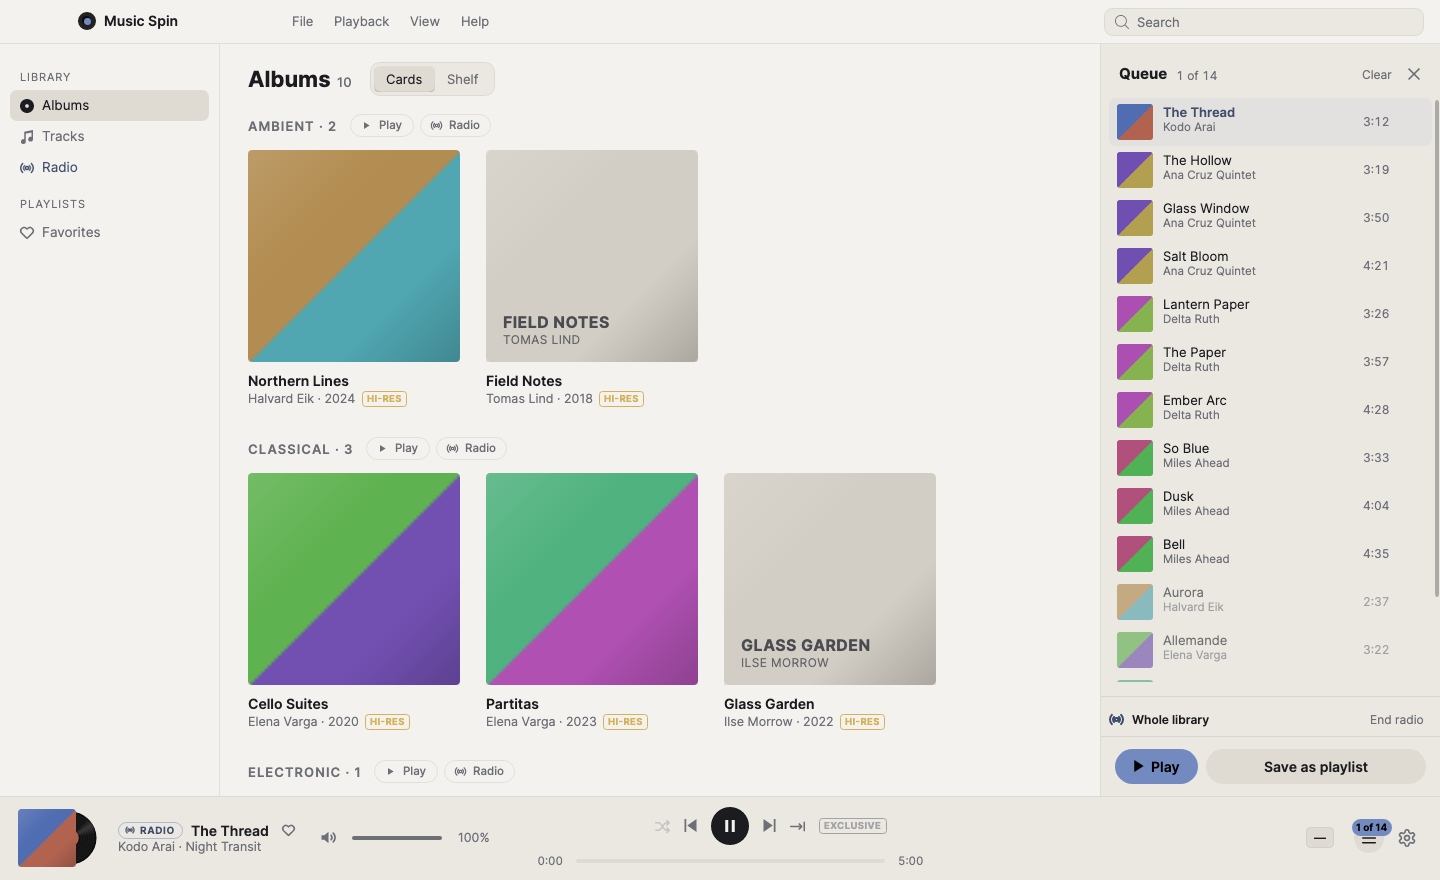 Music Spin
File
Playback
View
Help
Search
LIBRARY
Albums
Tracks
Radio
PLAYLISTS
Favorites
Albums 10
Cards
Shelf
AMBIENT · 2
Play
Radio
FIELD NOTES
TOMAS LIND
Northern Lines
Halvard Eik · 2024 HI-RES
Field Notes
Tomas Lind · 2018 HI-RES
CLASSICAL · 3
Play
Radio
GLASS GARDEN
ILSE MORROW
Cello Suites
Elena Varga · 2020 HI-RES
Partitas
Elena Varga · 2023 HI-RES
Glass Garden
Ilse Morrow · 2022 HI-RES
ELECTRONIC · 1
Play
Radio
Queue 1 of 14
Clear
The Thread
Kodo Arai
3:12
The Hollow
Ana Cruz Quintet
3:19
Glass Window
Ana Cruz Quintet
3:50
Salt Bloom
Ana Cruz Quintet
4:21
Lantern Paper
Delta Ruth
3:26
The Paper
Delta Ruth
3:57
Ember Arc
Delta Ruth
4:28
So Blue
Miles Ahead
3:33
Dusk
Miles Ahead
4:04
Bell
Miles Ahead
4:35
Aurora
Halvard Eik
2:37
Allemande
Elena Varga
3:22
Whole library
End radio
Play
Save as playlist
RADIO
The Thread
Kodo Arai · Night Transit
100%
EXCLUSIVE
0:00
5:00
1 of 14